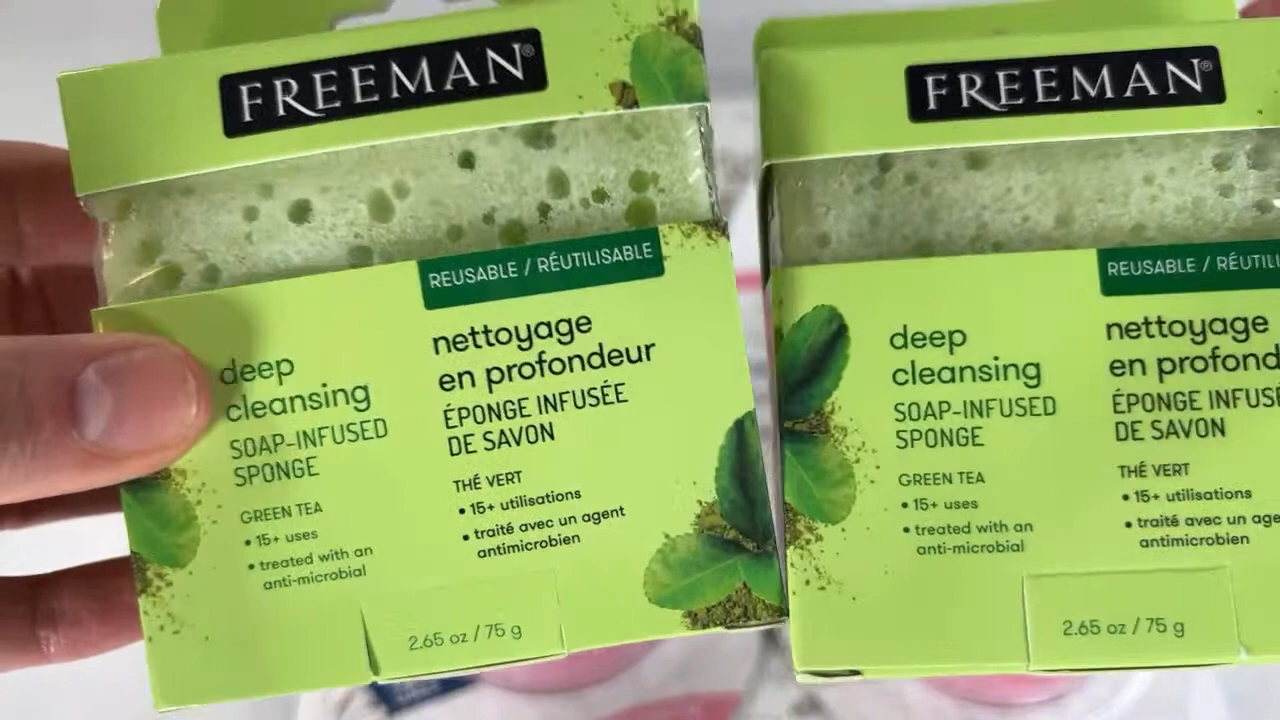 FREEMAN®
REUSABLE / RÉUTILISABLE
deep
cleansing
SOAP-INFUSED
SPONGE
GREEN TEA
• 15+ uses
• treated with an
anti-microbial
nettoyage
en profondeur
ÉPONGE INFUSÉE
DE SAVON
THÉ VERT
• 15+ utilisations
• traité avec un agent
antimicrobien
2.65 oz / 75 g
FREEMAN®
REUSABLE / RÉUTILI
deep
cleansing
SOAP-INFUSED
SPONGE
GREEN TEA
• 15+ uses
• treated with an
anti-microbial
nettoyage
en profond
ÉPONGE INFUS
DE SAVON
THÉ VERT
• 15+ utilisations
• traité avec un age
antimicrobien
2.65 oz / 75 g